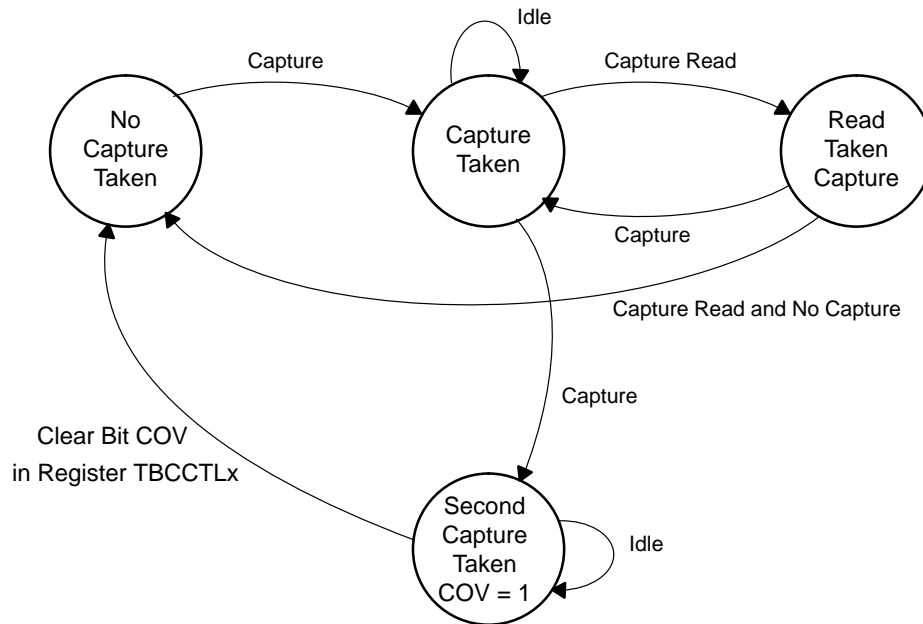 Idle
Capture
Capture Read
No
Capture
Taken
Capture
Taken
Read
Taken
Capture
Capture
Capture Read and No Capture
Capture
Clear Bit COV
in Register TBCCTLx
Second
Capture
Taken
COV = 1
Idle